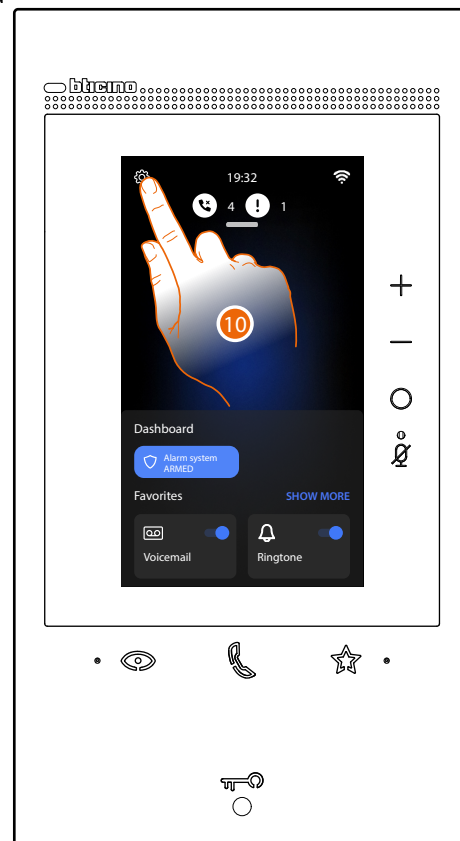 bticino
19:32
4 1
10
Dashboard
Alarm system
ARMED
Favorites SHOW MORE
Voicemail Ringtone